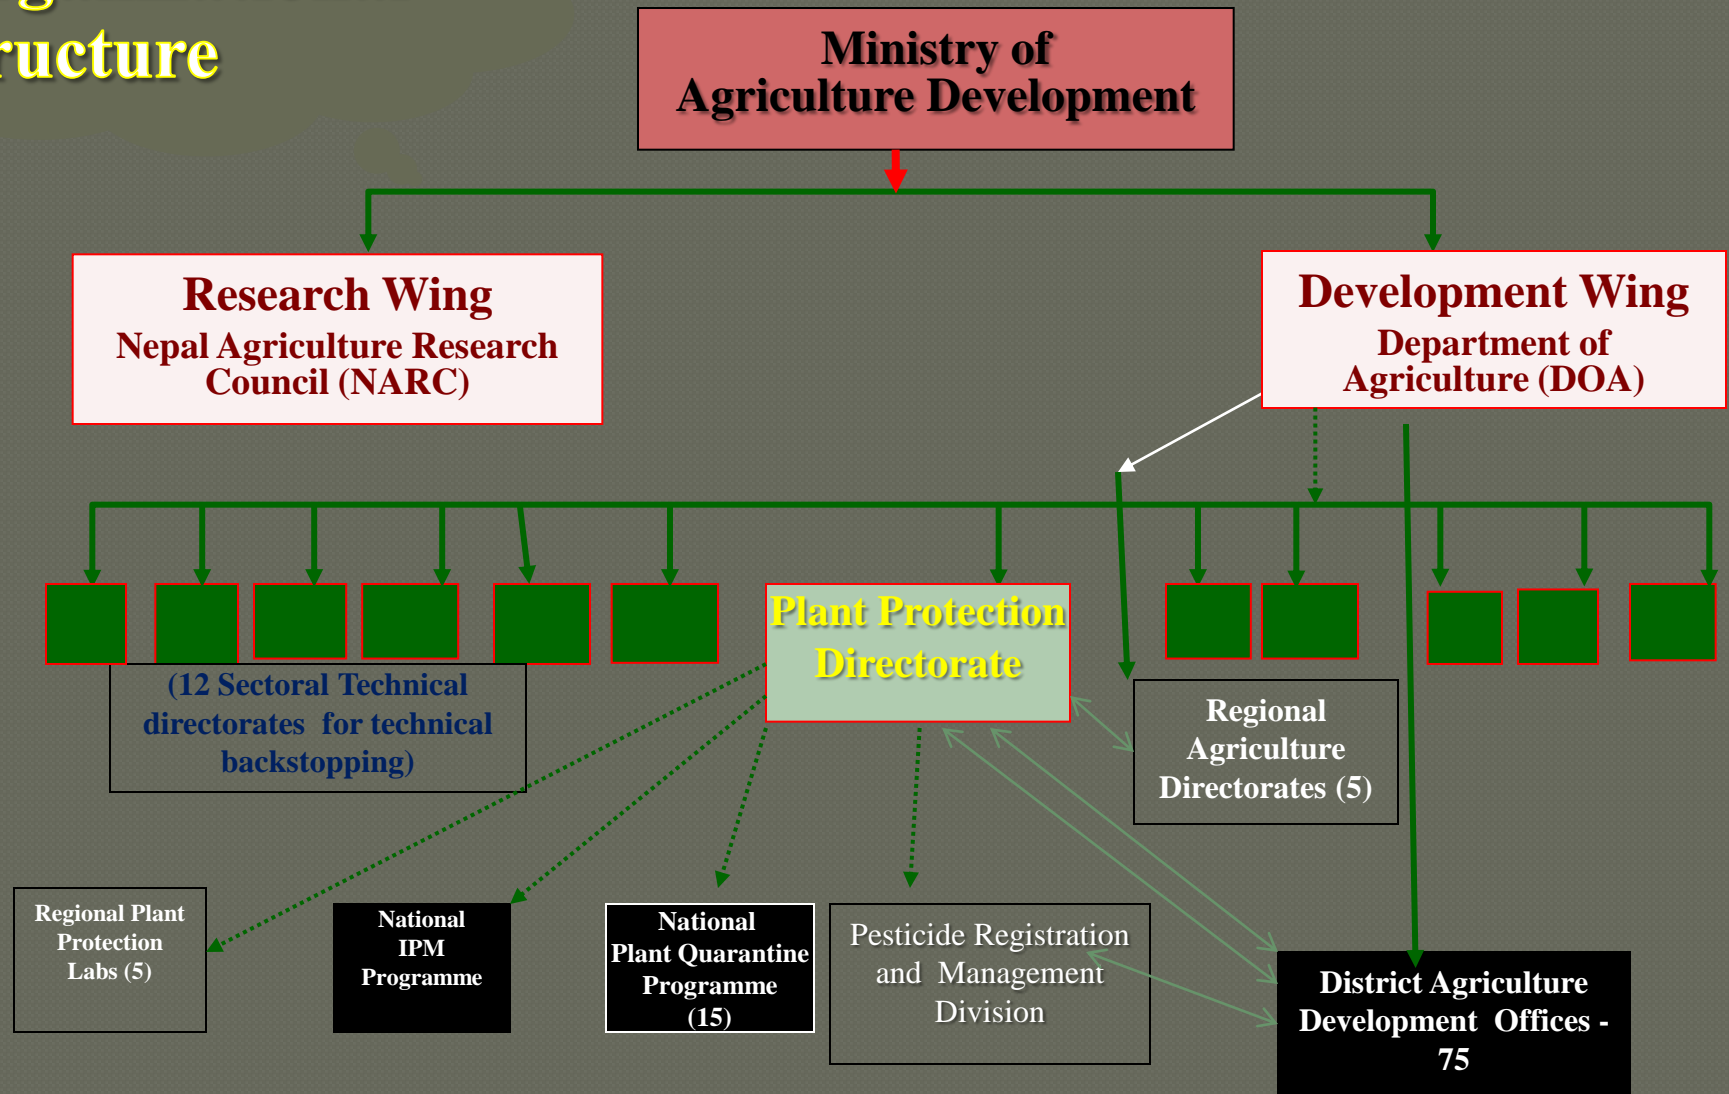 ructure
Ministry of
Agriculture Development
Research Wing
Nepal Agriculture Research
Council (NARC)
Development Wing
Department of
Agriculture (DOA)
Plant Protection
Directorate
(12 Sectoral Technical
directorates for technical
backstopping)
Regional
Agriculture
Directorates (5)
Regional Plant
Protection
Labs (5)
National
IPM
Programme
National
Plant Quarantine
Programme
(15)
Pesticide Registration
and Management
Division
District Agriculture
Development Offices -
75